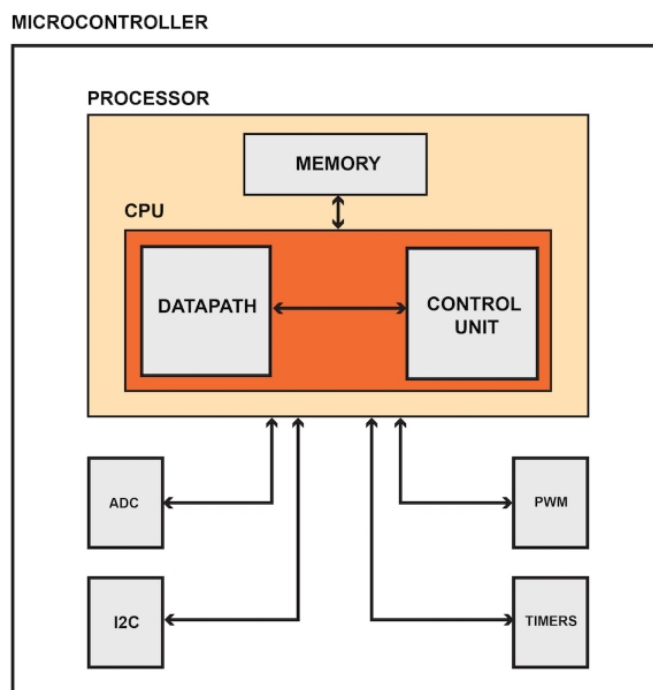 MICROCONTROLLER
PROCESSOR
MEMORY
CPU
DATAPATH
CONTROL
UNIT
ADC
PWM
I2C
TIMERS